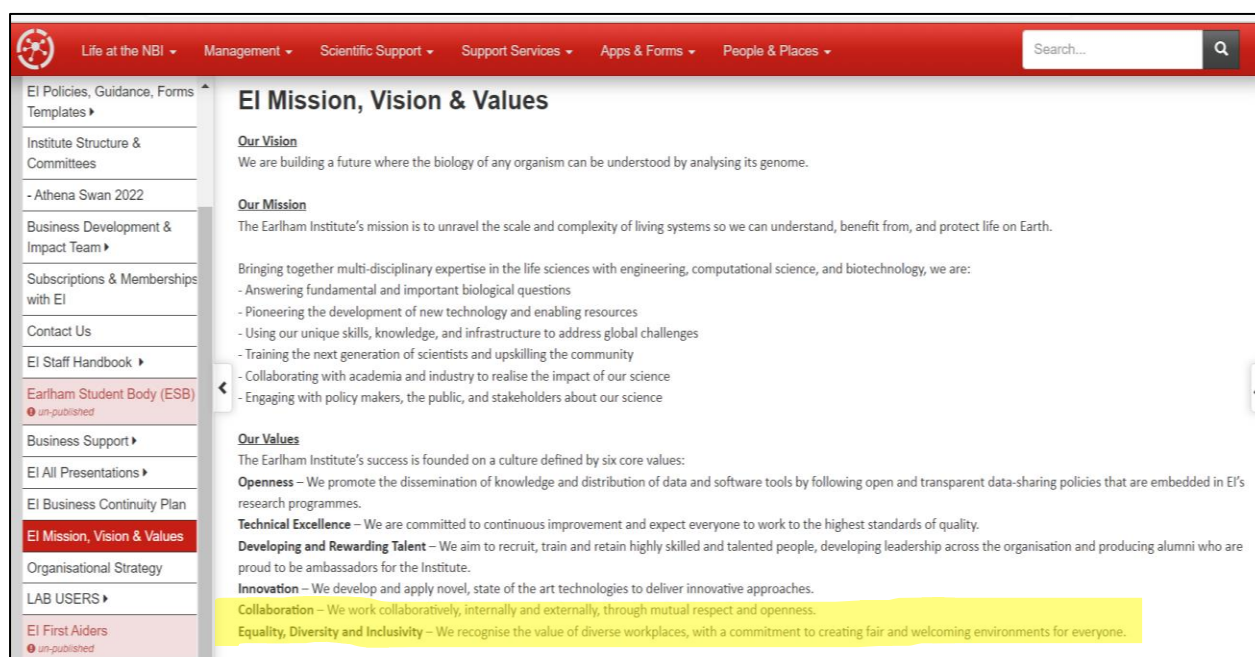 Life at the NBI Management Scientific Support Support Services Apps & Forms People & Places Search...
EI Policies, Guidance, Forms
Templates
Institute Structure &
Committees
- Athena Swan 2022
Business Development &
Impact Team
Subscriptions & Memberships
with EI
Contact Us
EI Staff Handbook
Earlham Student Body (ESB)
un-published
Business Support
EI All Presentations
EI Business Continuity Plan
EI Mission, Vision & Values
Organisational Strategy
LAB USERS
EI First Aiders
un-published
EI Mission, Vision & Values
Our Vision
We are building a future where the biology of any organism can be understood by analysing its genome.
Our Mission
The Earlham Institute's mission is to unravel the scale and complexity of living systems so we can understand, benefit from, and protect life on Earth.
Bringing together multi-disciplinary expertise in the life sciences with engineering, computational science, and biotechnology, we are:
- Answering fundamental and important biological questions
- Pioneering the development of new technology and enabling resources
- Using our unique skills, knowledge, and infrastructure to address global challenges
- Training the next generation of scientists and upskilling the community
- Collaborating with academia and industry to realise the impact of our science
- Engaging with policy makers, the public, and stakeholders about our science
Our Values
The Earlham Institute's success is founded on a culture defined by six core values:
Openness – We promote the dissemination of knowledge and distribution of data and software tools by following open and transparent data-sharing policies that are embedded in EI's
research programmes.
Technical Excellence – We are committed to continuous improvement and expect everyone to work to the highest standards of quality.
Developing and Rewarding Talent – We aim to recruit, train and retain highly skilled and talented people, developing leadership across the organisation and producing alumni who are
proud to be ambassadors for the Institute.
Innovation – We develop and apply novel, state of the art technologies to deliver innovative approaches.
Collaboration – We work collaboratively, internally and externally, through mutual respect and openness.
Equality, Diversity and Inclusivity – We recognise the value of diverse workplaces, with a commitment to creating fair and welcoming environments for everyone.